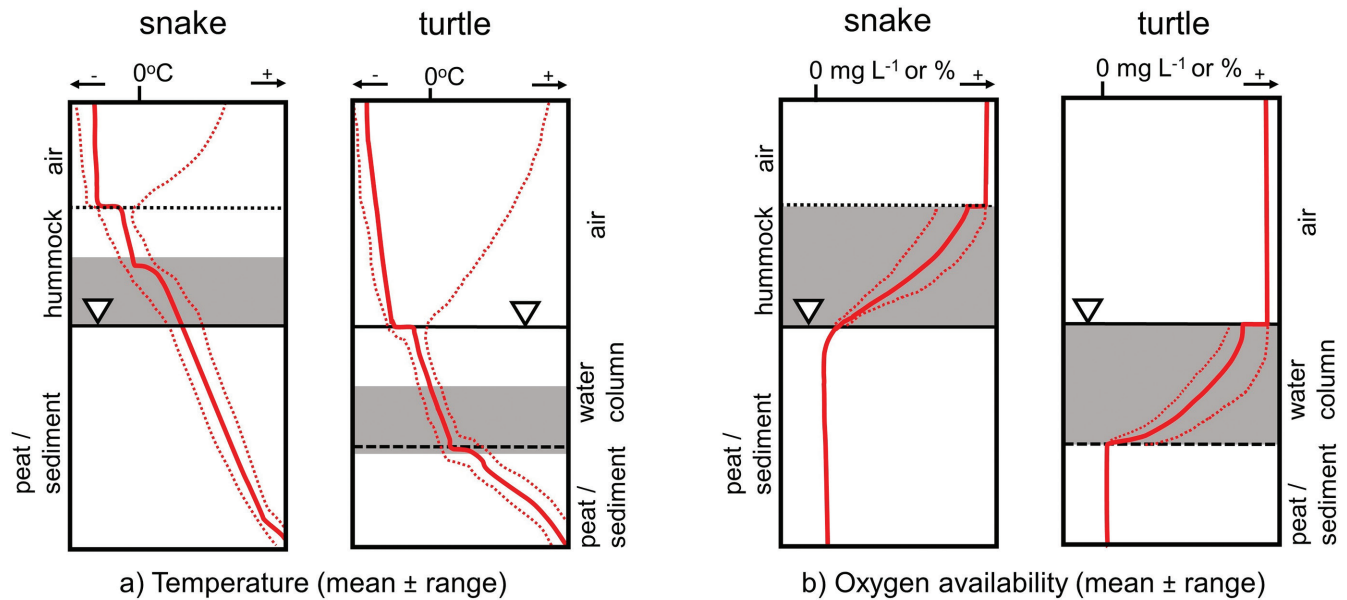 snake
turtle
snake
turtle
- 0°C +
- 0°C +
0 mg L⁻¹ or % +
0 mg L⁻¹ or % +
air
hummock
peat /
sediment
air
water
column
peat /
sediment
air
hummock
peat /
sediment
air
water
column
peat /
sediment
a) Temperature (mean ± range)
b) Oxygen availability (mean ± range)